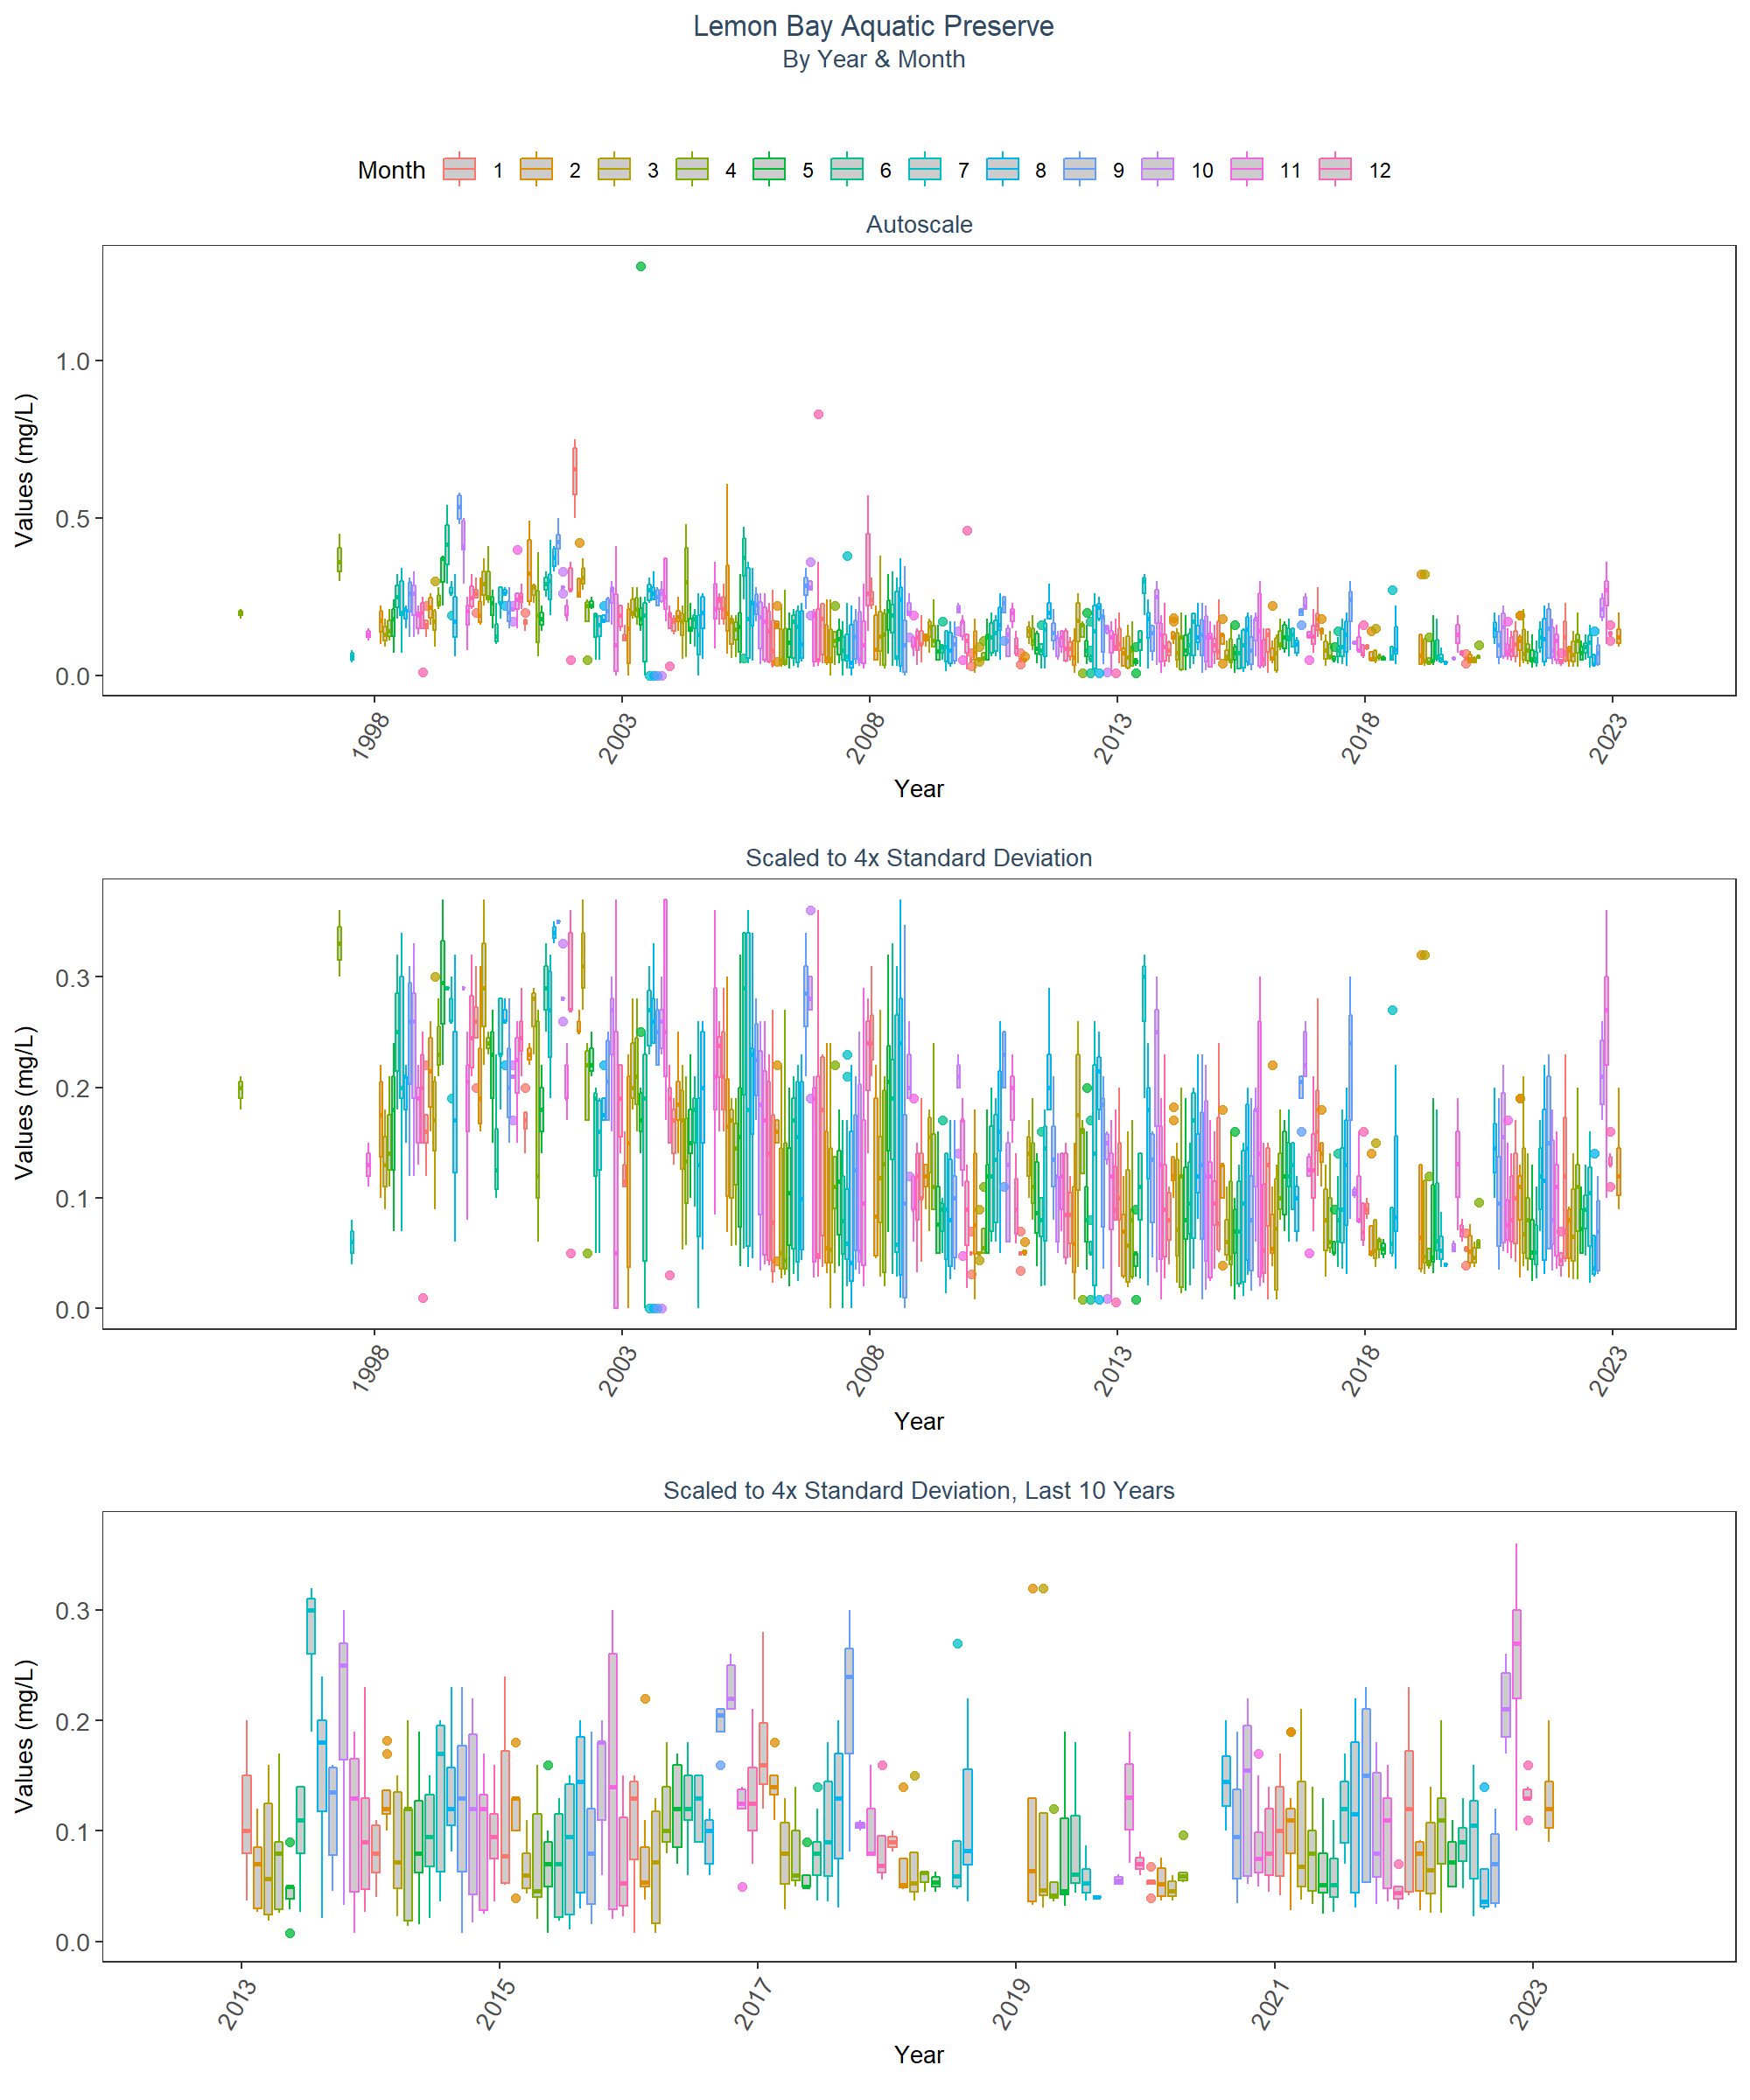 Lemon Bay Aquatic Preserve
By Year & Month
Month 1 2 3 4 5 6 7 8 9 10 11 12
Autoscale
Values (mg/L)
1.0
0.5
0.0
1998 2003 2008 2013 2018 2023
Year
Scaled to 4x Standard Deviation
Values (mg/L)
0.3
0.2
0.1
0.0
1998 2003 2008 2013 2018 2023
Year
Scaled to 4x Standard Deviation, Last 10 Years
Values (mg/L)
0.3
0.2
0.1
0.0
2013 2015 2017 2019 2021 2023
Year